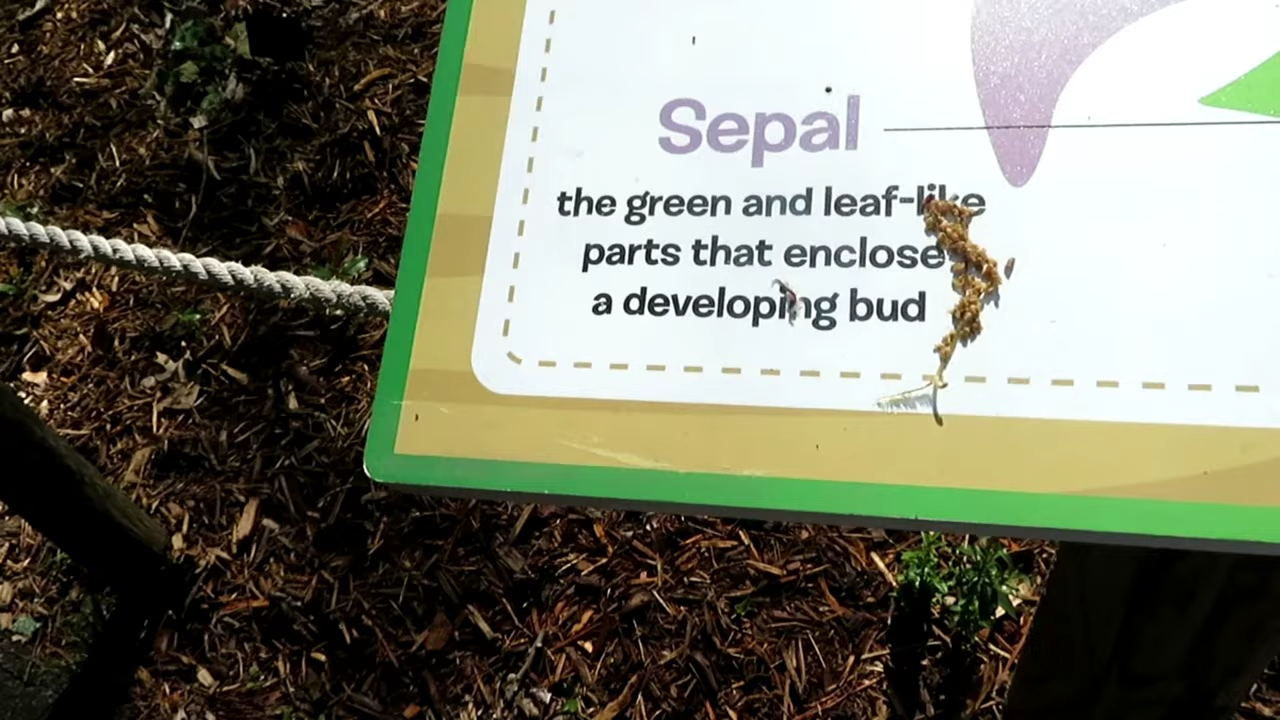 Sepal
the green and leaf-like
parts that enclose
a developing bud